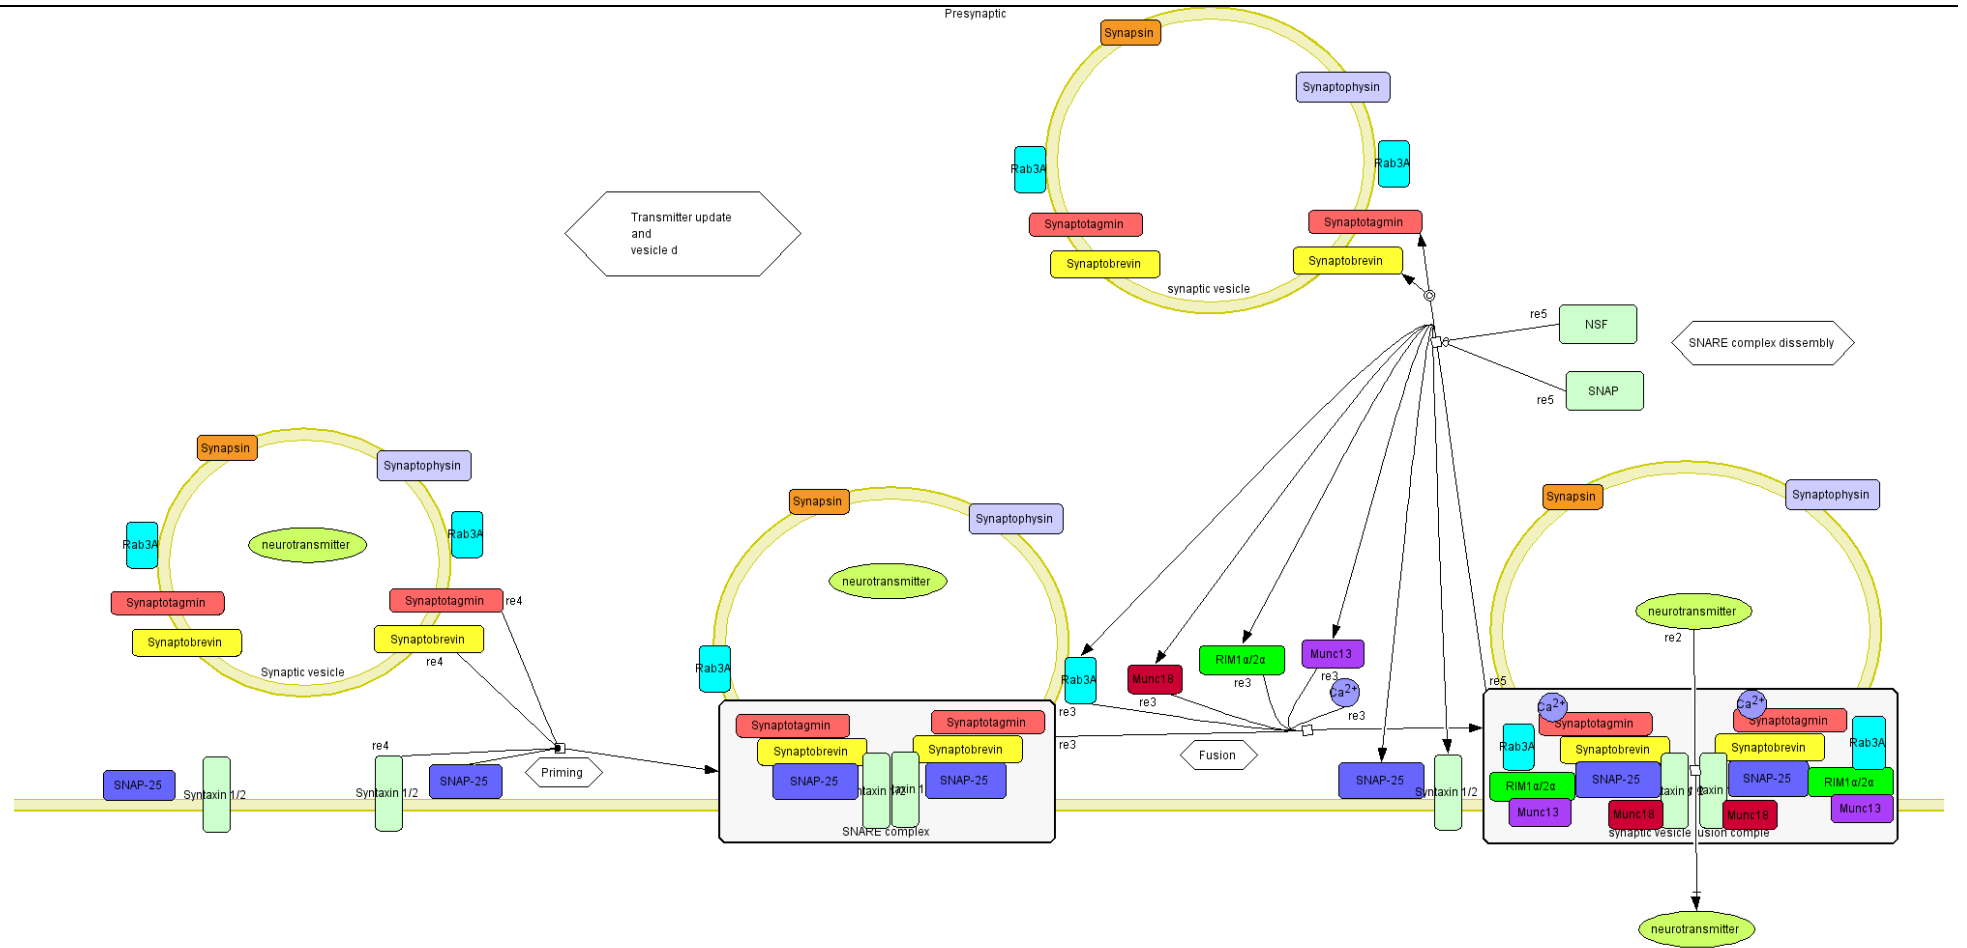 Presynaptic
Synapsin
Synaptophysin
Rab3A
Rab3A
Synaptotagmin
Synaptotagmin
Synaptobrevin
Synaptobrevin
synaptic vesicle
Transmitter update
and
vesicle d
re5
NSF
SNARE complex dissembly
SNAP
re5
Synapsin
Synaptophysin
Rab3A
neurotransmitter
Rab3A
Synaptotagmin
Synaptotagmin
re4
Synaptobrevin
Synaptobrevin
re4
Synaptic vesicle
SNAP-25
Syntaxin 1/2
re4
Syntaxin 1/2
SNAP-25
Priming
Synapsin
Synaptophysin
neurotransmitter
Rab3A
Synaptotagmin
Synaptotagmin
Synaptobrevin
Synaptobrevin
SNAP-25
SNAP-25
SNARE complex
Rab3A
re3
re3
Munc18
re3
RIM1α/2α
re3
Munc13
re3
Ca2+
re3
Fusion
SNAP-25
Syntaxin 1/2
Synapsin
Synaptophysin
neurotransmitter
re2
re5
Ca2+
Ca2+
Synaptotagmin
Synaptotagmin
Rab3A
Rab3A
Synaptobrevin
Synaptobrevin
SNAP-25
SNAP-25
RIM1α/2α
RIM1α/2α
Munc13
Munc13
Munc18
Munc18
synaptic vesicle fusion comple
neurotransmitter